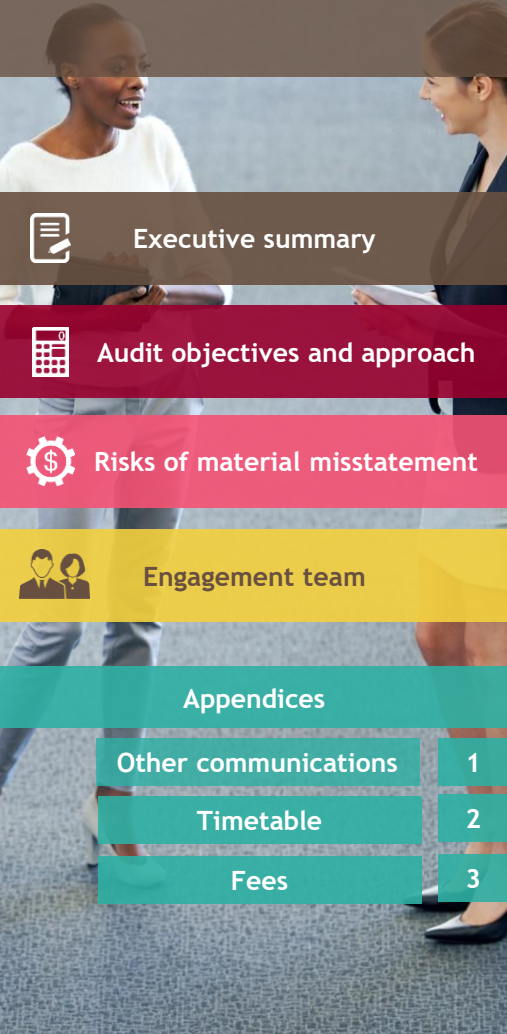 Executive summary
Audit objectives and approach
Risks of material misstatement
Engagement team
Appendices
Other communications 1
Timetable 2
Fees 3